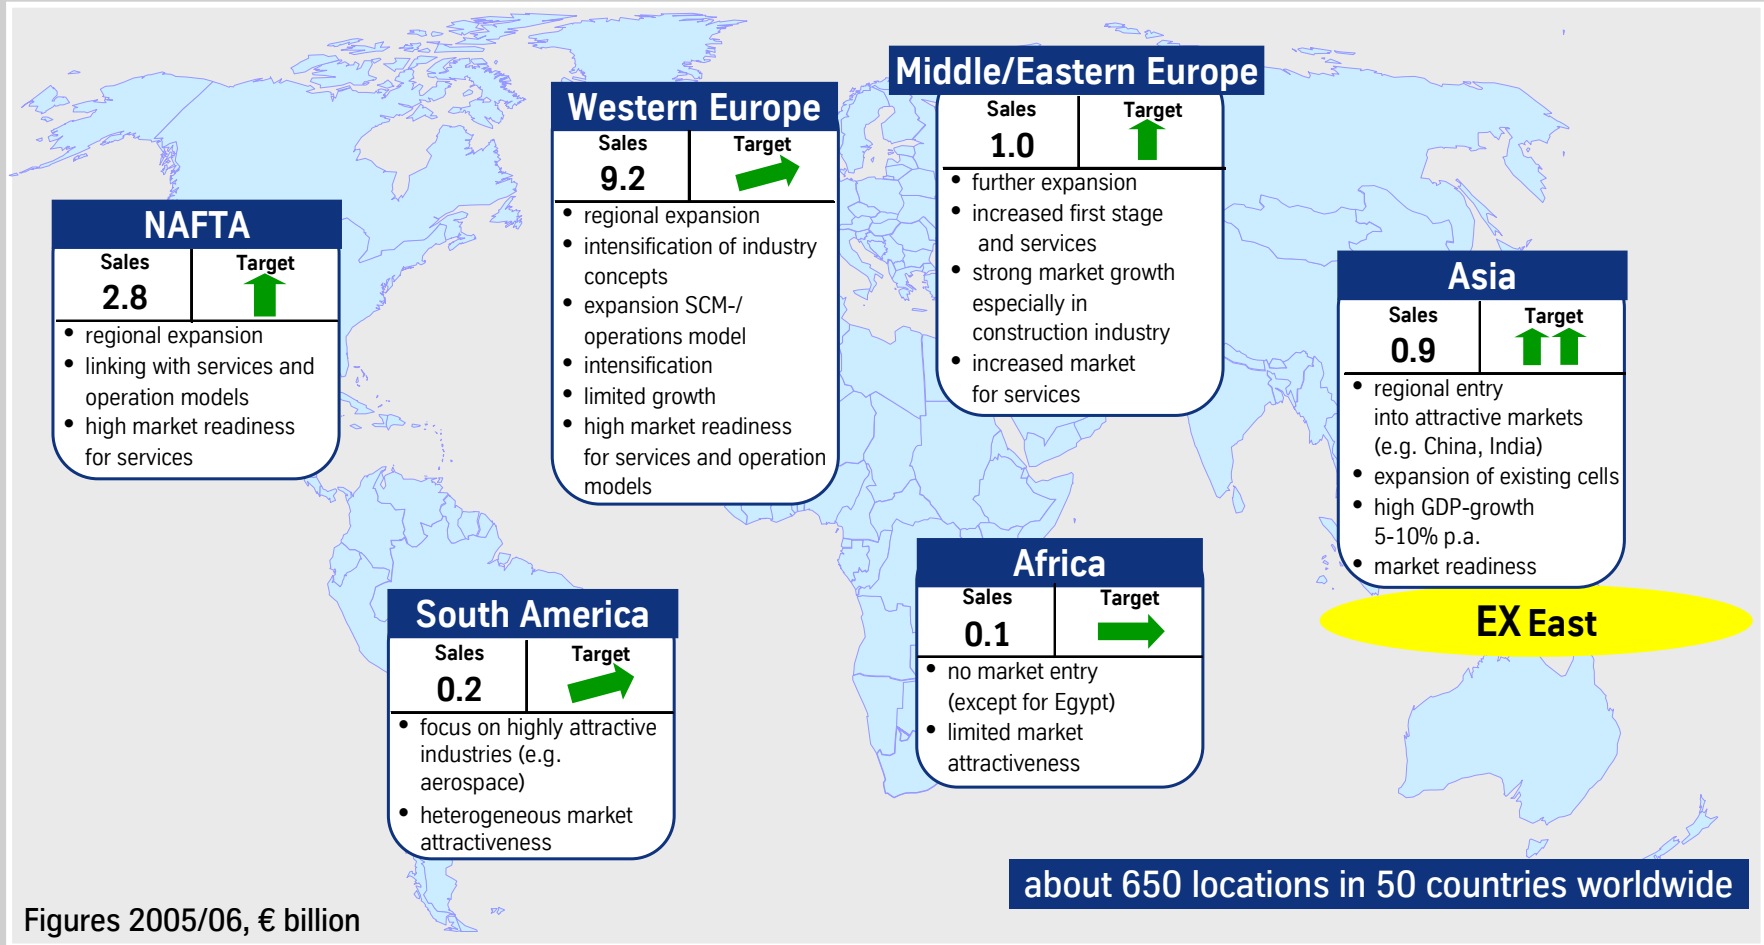 NAFTA
Sales
Target
2.8
• regional expansion
• linking with services and
operation models
• high market readiness
for services
Western Europe
Sales
Target
9.2
• regional expansion
• intensification of industry
concepts
• expansion SCM-/
operations model
• intensification
• limited growth
• high market readiness
for services and operation
models
Middle/Eastern Europe
Sales
Target
1.0
• further expansion
• increased first stage
and services
• strong market growth
especially in
construction industry
• increased market
for services
Asia
Sales
Target
0.9
• regional entry
into attractive markets
(e.g. China, India)
• expansion of existing cells
• high GDP-growth
5-10% p.a.
• market readiness
EX East
South America
Sales
Target
0.2
• focus on highly attractive
industries (e.g.
aerospace)
• heterogeneous market
attractiveness
Africa
Sales
Target
0.1
• no market entry
(except for Egypt)
• limited market
attractiveness
about 650 locations in 50 countries worldwide
Figures 2005/06, € billion